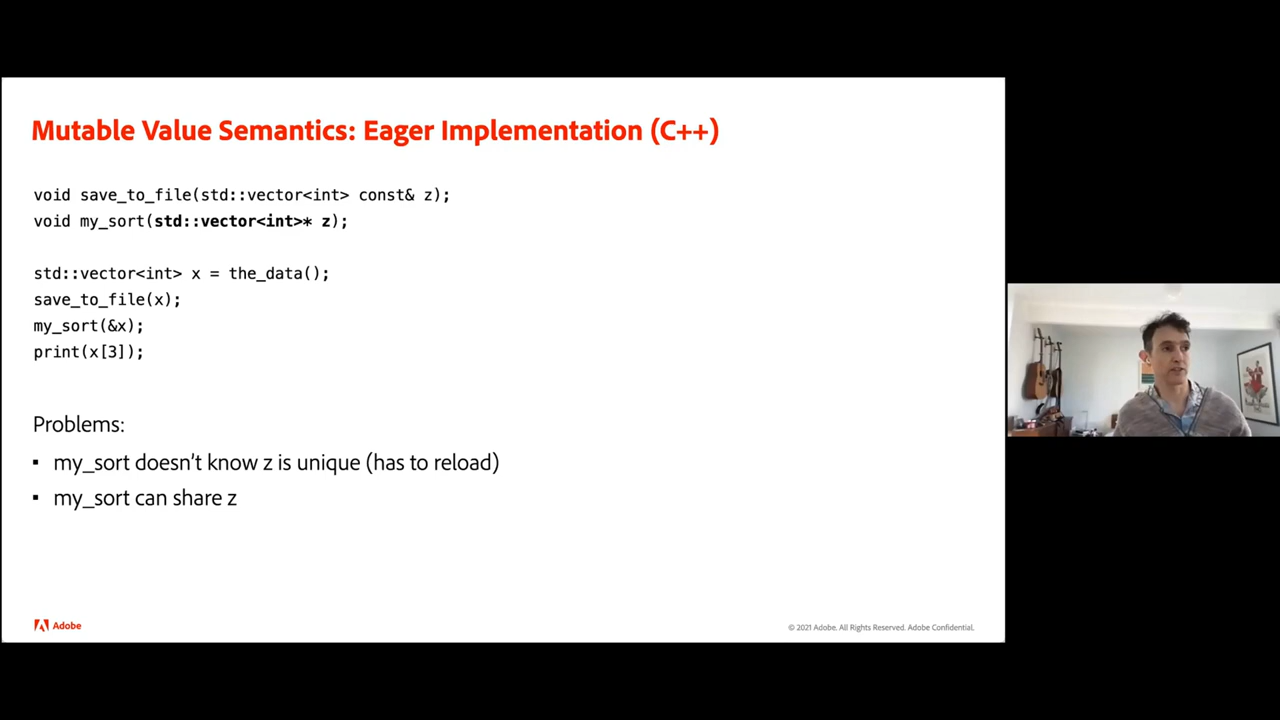 Mutable Value Semantics: Eager Implementation (C++)
void save_to_file(std::vector<int> const& z);
void my_sort(std::vector<int>* z);
std::vector<int> x = the_data();
save_to_file(x);
my_sort(&x);
print(x[3]);
Problems:
▪ my_sort doesn’t know z is unique (has to reload)
▪ my_sort can share z
Adobe
© 2021 Adobe. All Rights Reserved. Adobe Confidential.